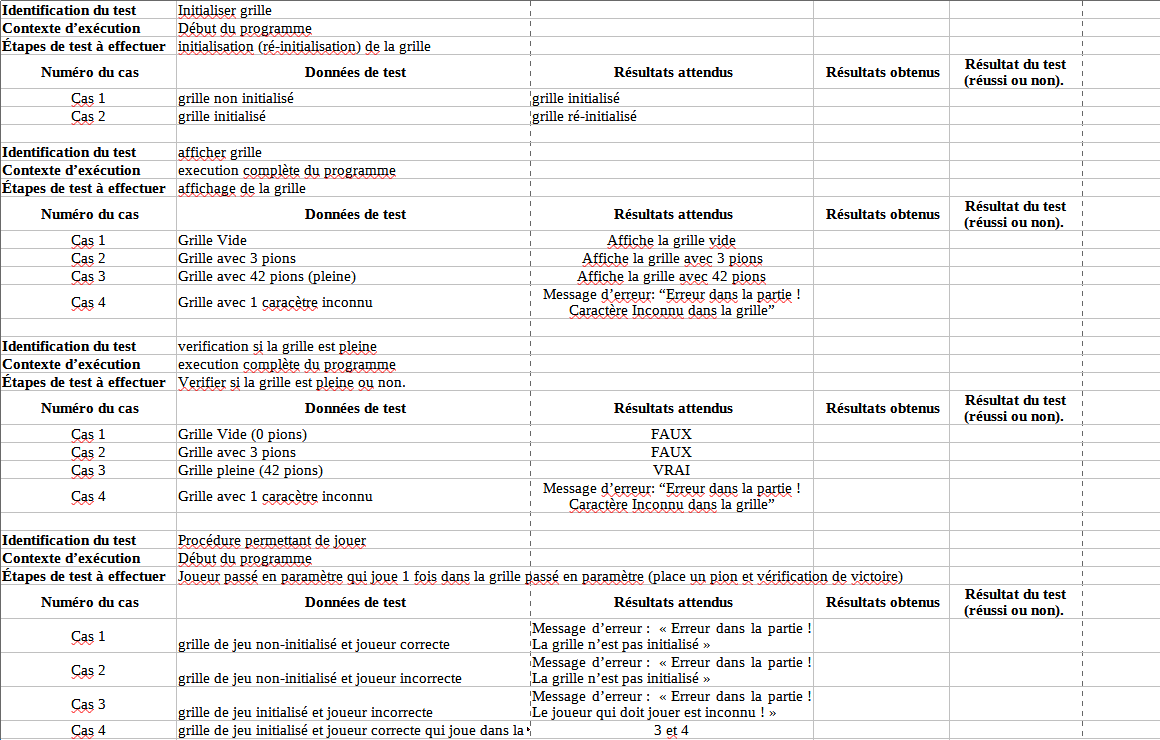 Identification du test Initialiser grille
Contexte d’exécution Début du programme
Étapes de test à effectuer initialisation (ré-initialisation) de la grille
Numéro du cas Données de test Résultats attendus Résultats obtenus Résultat du test
(réussi ou non).
Cas 1 grille non initialisé grille initialisé
Cas 2 grille initialisé grille ré-initialisé
Identification du test afficher grille
Contexte d’exécution execution complète du programme
Étapes de test à effectuer affichage de la grille
Numéro du cas Données de test Résultats attendus Résultats obtenus Résultat du test
(réussi ou non).
Cas 1 Grille Vide Affiche la grille vide
Cas 2 Grille avec 3 pions Affiche la grille avec 3 pions
Cas 3 Grille avec 42 pions (pleine) Affiche la grille avec 42 pions
Cas 4 Grille avec 1 caracètre inconnu Message d’erreur: “Erreur dans la partie !
Caractère Inconnu dans la grille”
Identification du test verification si la grille est pleine
Contexte d’exécution execution complète du programme
Étapes de test à effectuer Verifier si la grille est pleine ou non.
Numéro du cas Données de test Résultats attendus Résultats obtenus Résultat du test
(réussi ou non).
Cas 1 Grille Vide (0 pions) FAUX
Cas 2 Grille avec 3 pions FAUX
Cas 3 Grille pleine (42 pions) VRAI
Cas 4 Grille avec 1 caracètre inconnu Message d’erreur: “Erreur dans la partie !
Caractère Inconnu dans la grille”
Identification du test Procédure permettant de jouer
Contexte d’exécution Début du programme
Étapes de test à effectuer Joueur passé en paramètre qui joue 1 fois dans la grille passé en paramètre (place un pion et vérification de victoire)
Numéro du cas Données de test Résultats attendus Résultats obtenus Résultat du test
(réussi ou non).
Cas 1 grille de jeu non-initialisé et joueur correcte Message d’erreur : « Erreur dans la partie !
La grille n’est pas initialisé »
Cas 2 grille de jeu non-initialisé et joueur incorrecte Message d’erreur : « Erreur dans la partie !
La grille n’est pas initialisé »
Cas 3 grille de jeu initialisé et joueur incorrecte Message d’erreur : « Erreur dans la partie !
Le joueur qui doit jouer est inconnu ! »
Cas 4 grille de jeu initialisé et joueur correcte qui joue dans la 3 et 4